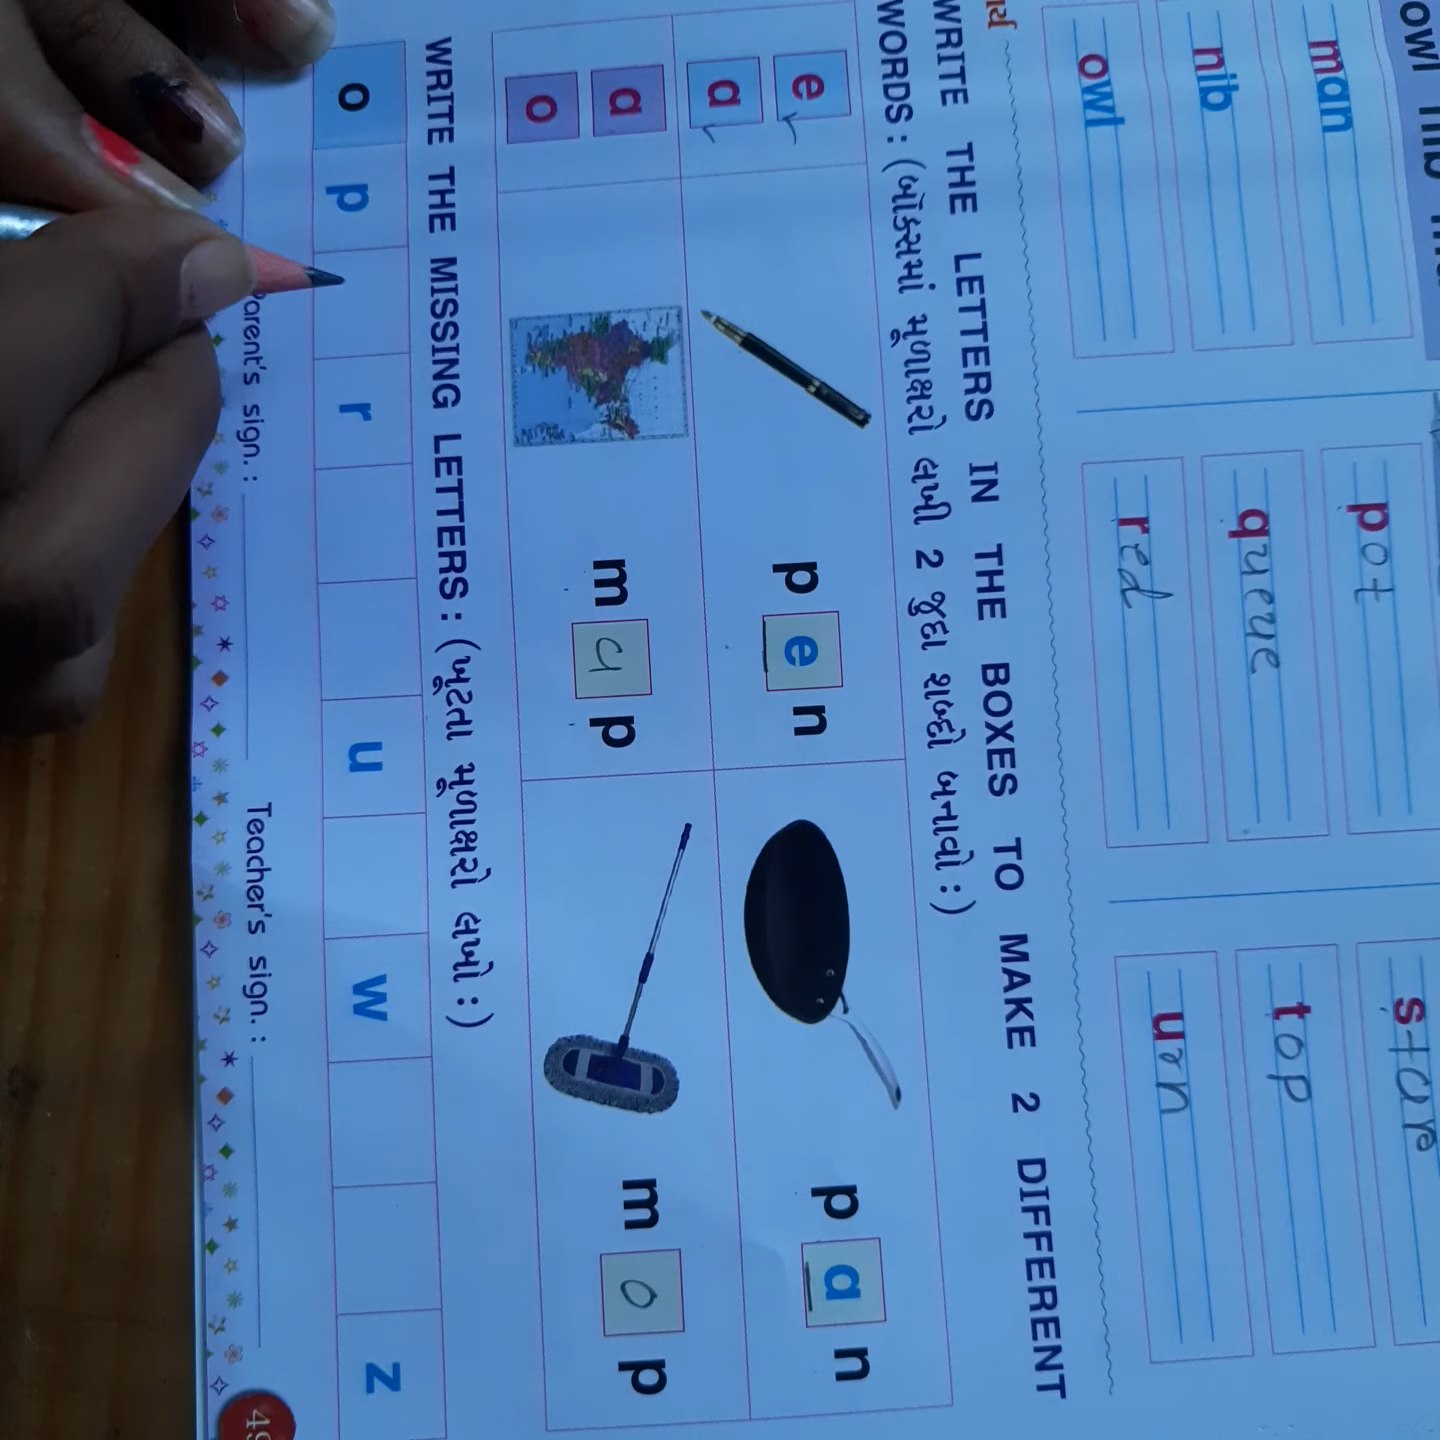 owl nib
man
pot
star
nib
queue
top
owl
red
urn
WRITE THE LETTERS IN THE BOXES TO MAKE 2 DIFFERENT
WORDS : (બૉક્સમાં મૂળાક્ષરો લખી 2 જુદા શબ્દો બનાવો :)
e
a
p e n
p a n
a
o
m a p
m o p
WRITE THE MISSING LETTERS : (ખૂટતા મૂળાક્ષરો લખો :)
o p r u w z
Parent's sign. :
Teacher's sign. :